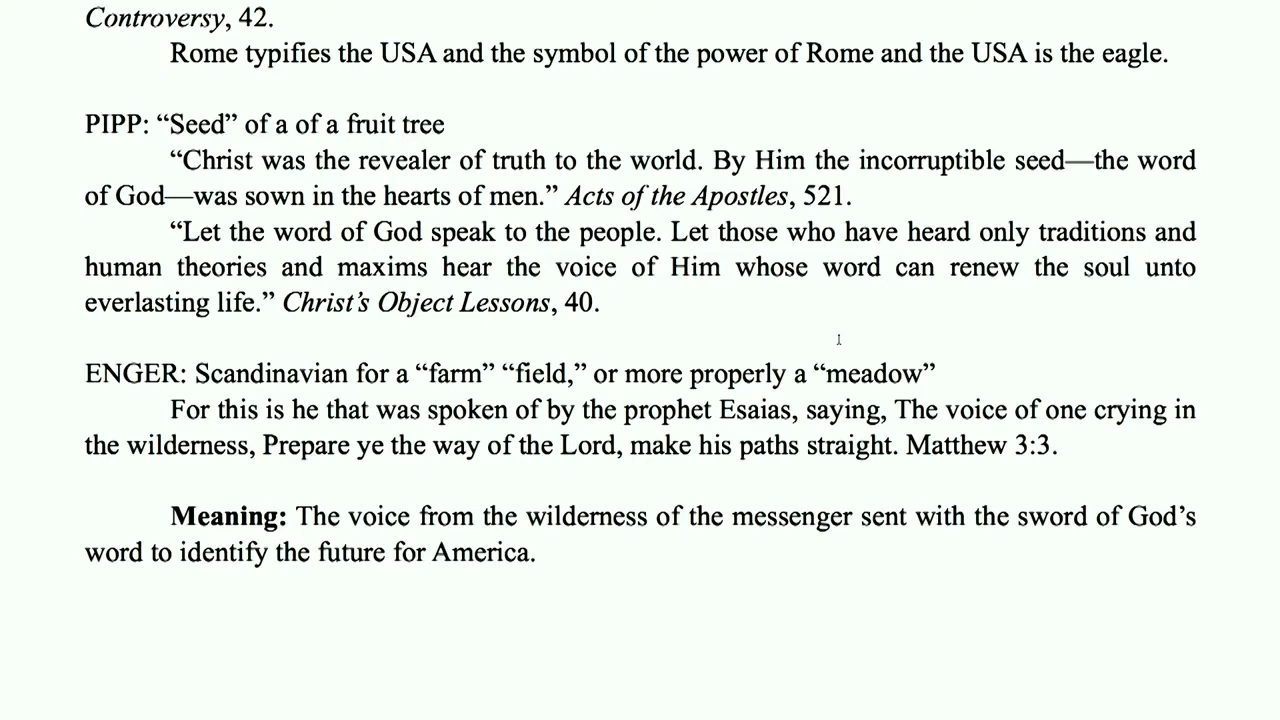 Controversy, 42.
Rome typifies the USA and the symbol of the power of Rome and the USA is the eagle.
PIPP: “Seed” of a of a fruit tree
“Christ was the revealer of truth to the world. By Him the incorruptible seed—the word
of God—was sown in the hearts of men.” Acts of the Apostles, 521.
“Let the word of God speak to the people. Let those who have heard only traditions and
human theories and maxims hear the voice of Him whose word can renew the soul unto
everlasting life.” Christ’s Object Lessons, 40.
ENGER: Scandinavian for a “farm” “field,” or more properly a “meadow”
For this is he that was spoken of by the prophet Esaias, saying, The voice of one crying in
the wilderness, Prepare ye the way of the Lord, make his paths straight. Matthew 3:3.
Meaning: The voice from the wilderness of the messenger sent with the sword of God’s
word to identify the future for America.